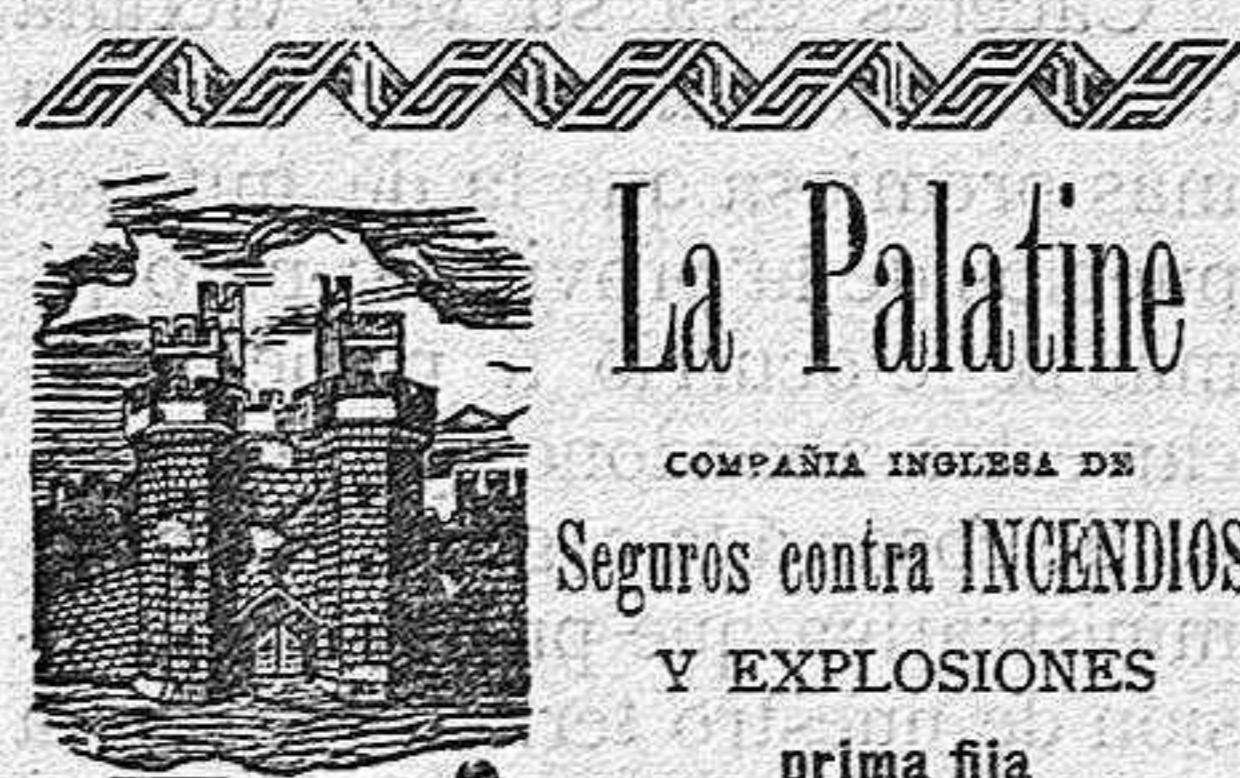 La Palatine
COMPAÑIA INGLESA DE
Seguros contra INCENDIOS
Y EXPLOSIONES
prima fija